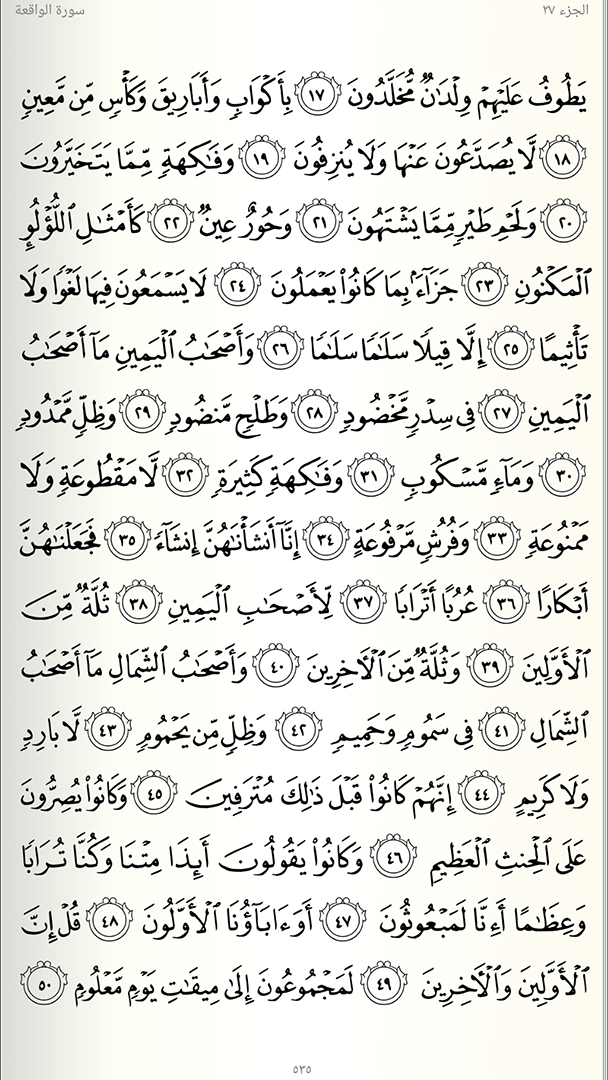 الجزء ٢٧
سورة الواقعة
يَطُوفُ عَلَيْهِمْ وِلْدَٰنٌ مُّخَلَّدُونَ ١٧ بِأَكْوَابٍ وَأَبَارِيقَ وَكَأْسٍ مِّن مَّعِينٍ
١٨ لَّا يُصَدَّعُونَ عَنْهَا وَلَا يُنزِفُونَ ١٩ وَفَٰكِهَةٍ مِّمَّا يَتَخَيَّرُونَ
٢٠ وَلَحْمِ طَيْرٍ مِّمَّا يَشْتَهُونَ ٢١ وَحُورٌ عِينٌ ٢٢ كَأَمْثَٰلِ اللُّؤْلُؤِ
ٱلْمَكْنُونِ ٢٣ جَزَآءًۢ بِمَا كَانُوا۟ يَعْمَلُونَ ٢٤ لَا يَسْمَعُونَ فِيهَا لَغْوًا وَلَا
تَأْثِيمًا ٢٥ إِلَّا قِيلًا سَلَٰمًا سَلَٰمًا ٢٦ وَأَصْحَٰبُ ٱلْيَمِينِ مَآ أَصْحَٰبُ
ٱلْيَمِينِ ٢٧ فِى سِدْرٍ مَّخْضُودٍ ٢٨ وَطَلْحٍ مَّنضُودٍ ٢٩ وَظِلٍّ مَّمْدُودٍ
٣٠ وَمَآءٍ مَّسْكُوبٍ ٣١ وَفَٰكِهَةٍ كَثِيرَةٍ ٣٢ لَّا مَقْطُوعَةٍ وَلَا
مَمْنُوعَةٍ ٣٣ وَفُرُشٍ مَّرْفُوعَةٍ ٣٤ إِنَّآ أَنشَأْنَٰهُنَّ إِنشَآءً ٣٥ فَجَعَلْنَٰهُنَّ
أَبْكَارًا ٣٦ عُرُبًا أَتْرَابًا ٣٧ لِّأَصْحَٰبِ ٱلْيَمِينِ ٣٨ ثُلَّةٌ مِّنَ
ٱلْأَوَّلِينَ ٣٩ وَثُلَّةٌ مِّنَ ٱلْءَاخِرِينَ ٤٠ وَأَصْحَٰبُ ٱلشِّمَالِ مَآ أَصْحَٰبُ
ٱلشِّمَالِ ٤١ فِى سَمُومٍ وَحَمِيمٍ ٤٢ وَظِلٍّ مِّن يَحْمُومٍ ٤٣ لَّا بَارِدٍ
وَلَا كَرِيمٍ ٤٤ إِنَّهُمْ كَانُوا۟ قَبْلَ ذَٰلِكَ مُتْرَفِينَ ٤٥ وَكَانُوا۟ يُصِرُّونَ
عَلَى ٱلْحِنثِ ٱلْعَظِيمِ ٤٦ وَكَانُوا۟ يَقُولُونَ أَئِذَا مِتْنَا وَكُنَّا تُرَابًا
وَعِظَٰمًا أَءِنَّا لَمَبْعُوثُونَ ٤٧ أَوَءَابَآؤُنَا ٱلْأَوَّلُونَ ٤٨ قُلْ إِنَّ
ٱلْأَوَّلِينَ وَٱلْءَاخِرِينَ ٤٩ لَمَجْمُوعُونَ إِلَىٰ مِيقَٰتِ يَوْمٍ مَّعْلُومٍ ٥٠
٥٣٥